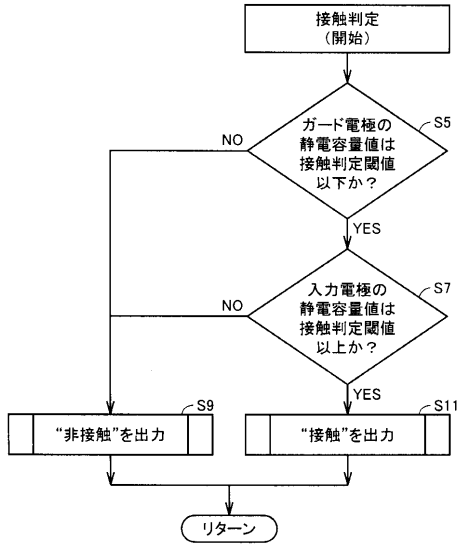 接触判定
(開始)
S5
ガード電極の
静電容量値は
接触判定閾値
以下か？
NO
YES
S7
入力電極の
静電容量値は
接触判定閾値
以上か？
NO
YES
S9
“非接触”を出力
S11
“接触”を出力
リターン